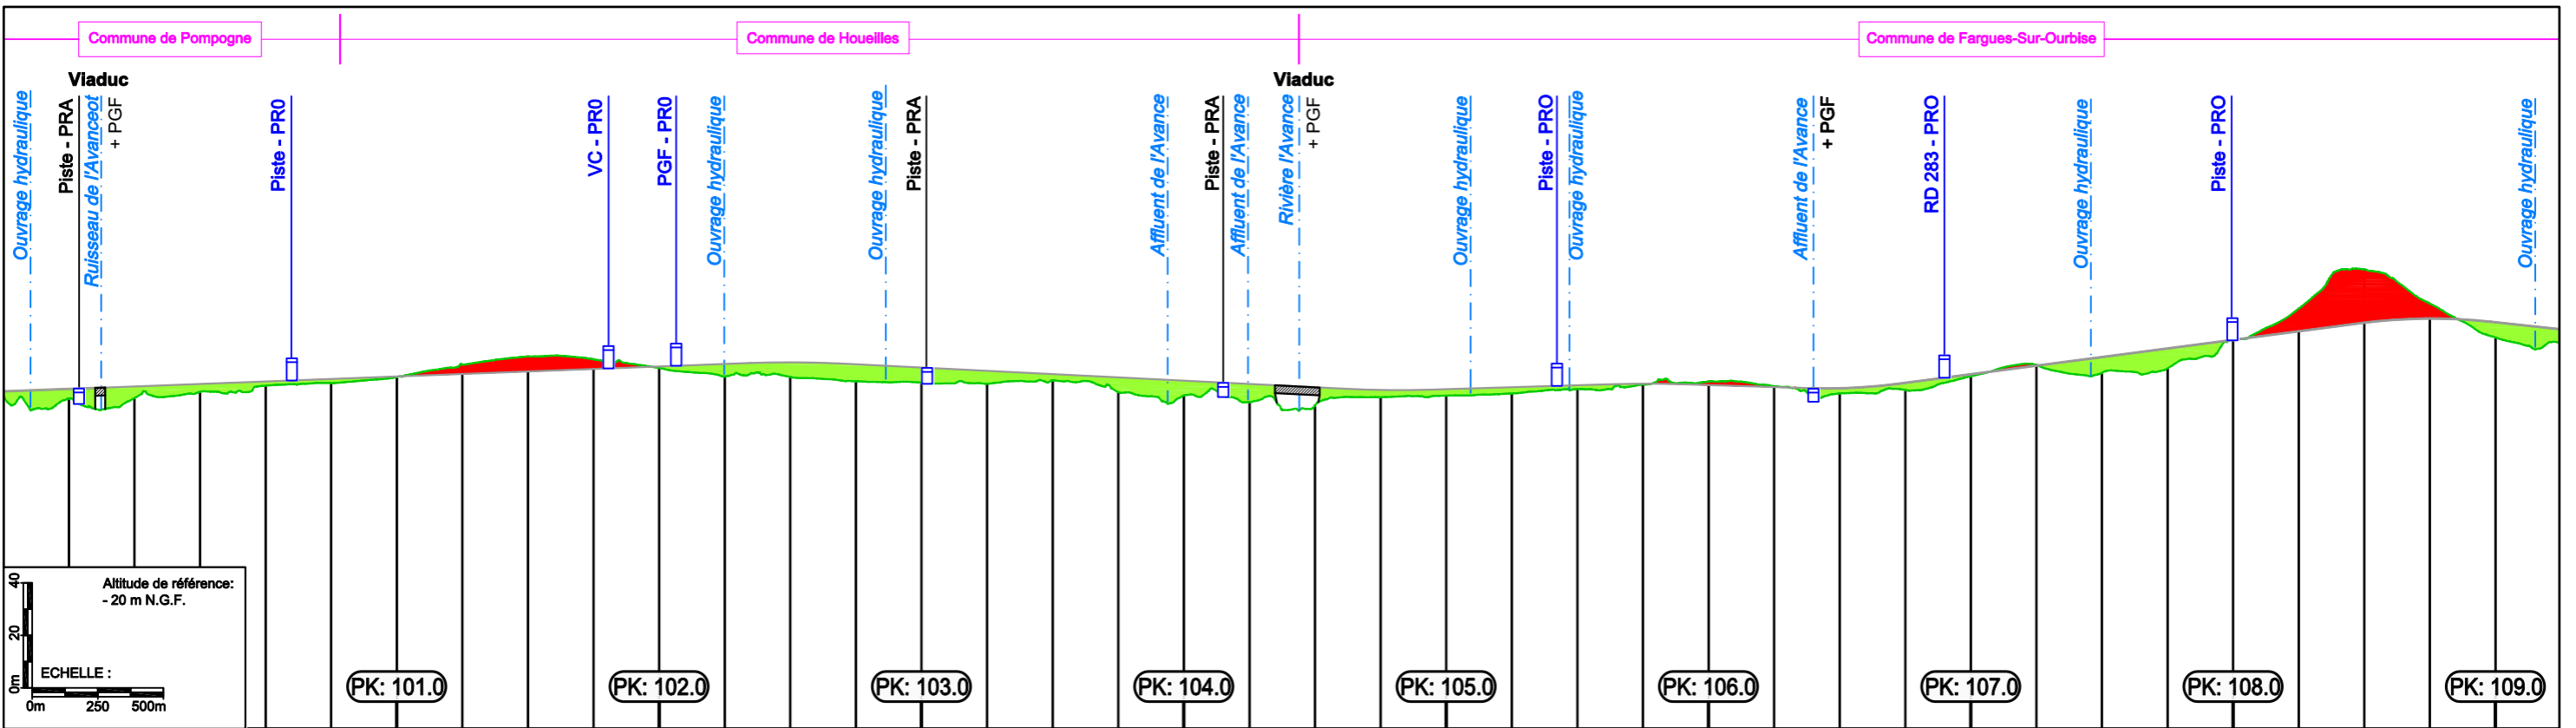 Commune de Pompogne
Commune de Houeilles
Commune de Fargues-Sur-Ourbise
Ouvrage hydraulique
Piste - PRA
Viaduc
Ruisseau de l'Avanceot
+ PGF
Piste - PR0
VC - PR0
PGF - PR0
Ouvrage hydraulique
Ouvrage hydraulique
Piste - PRA
Affluent de l'Avance
Piste - PRA
Affluent de l'Avance
Viaduc
Rivière l'Avance
+ PGF
Ouvrage hydraulique
Piste - PRO
Ouvrage hydraulique
Affluent de l'Avance
+ PGF
RD 283 - PRO
Ouvrage hydraulique
Piste - PRO
Ouvrage hydraulique
Altitude de référence:
- 20 m N.G.F.
40
20
0m
ECHELLE :
0m 250 500m
PK: 101.0
PK: 102.0
PK: 103.0
PK: 104.0
PK: 105.0
PK: 106.0
PK: 107.0
PK: 108.0
PK: 109.0